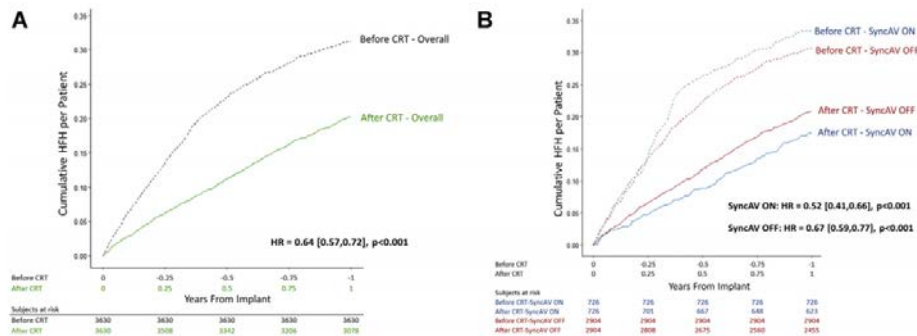 A
Cumulative HFH per Patient
0.35
0.30
0.25
0.20
0.15
0.10
0.05
0.00
Before CRT - Overall
After CRT - Overall
HR = 0.64 [0.57,0.72], p<0.001
Before CRT 0 -0.25 -0.5 -0.75 -1
After CRT 0 0.25 0.5 0.75 1
Years From Implant
Subjects at risk
Before CRT 3630 3630 3630 3630 3630
After CRT 3630 3508 3342 3206 3078
B
Cumulative HFH per Patient
0.35
0.30
0.25
0.20
0.15
0.10
0.05
0.00
Before CRT - SyncAV ON
Before CRT - SyncAV OFF
After CRT - SyncAV OFF
After CRT - SyncAV ON
SyncAV ON: HR = 0.52 [0.41,0.66], p<0.001
SyncAV OFF: HR = 0.67 [0.59,0.77], p<0.001
Before CRT 0 -0.25 -0.5 -0.75 -1
After CRT 0 0.25 0.5 0.75 1
Years From Implant
Subjects at risk
Before CRT-SyncAV ON 726 726 726 726 726
After CRT-SyncAV ON 726 701 667 648 623
Before CRT-SyncAV OFF 2904 2904 2904 2904 2904
After CRT-SyncAV OFF 2904 2808 2675 2560 2455